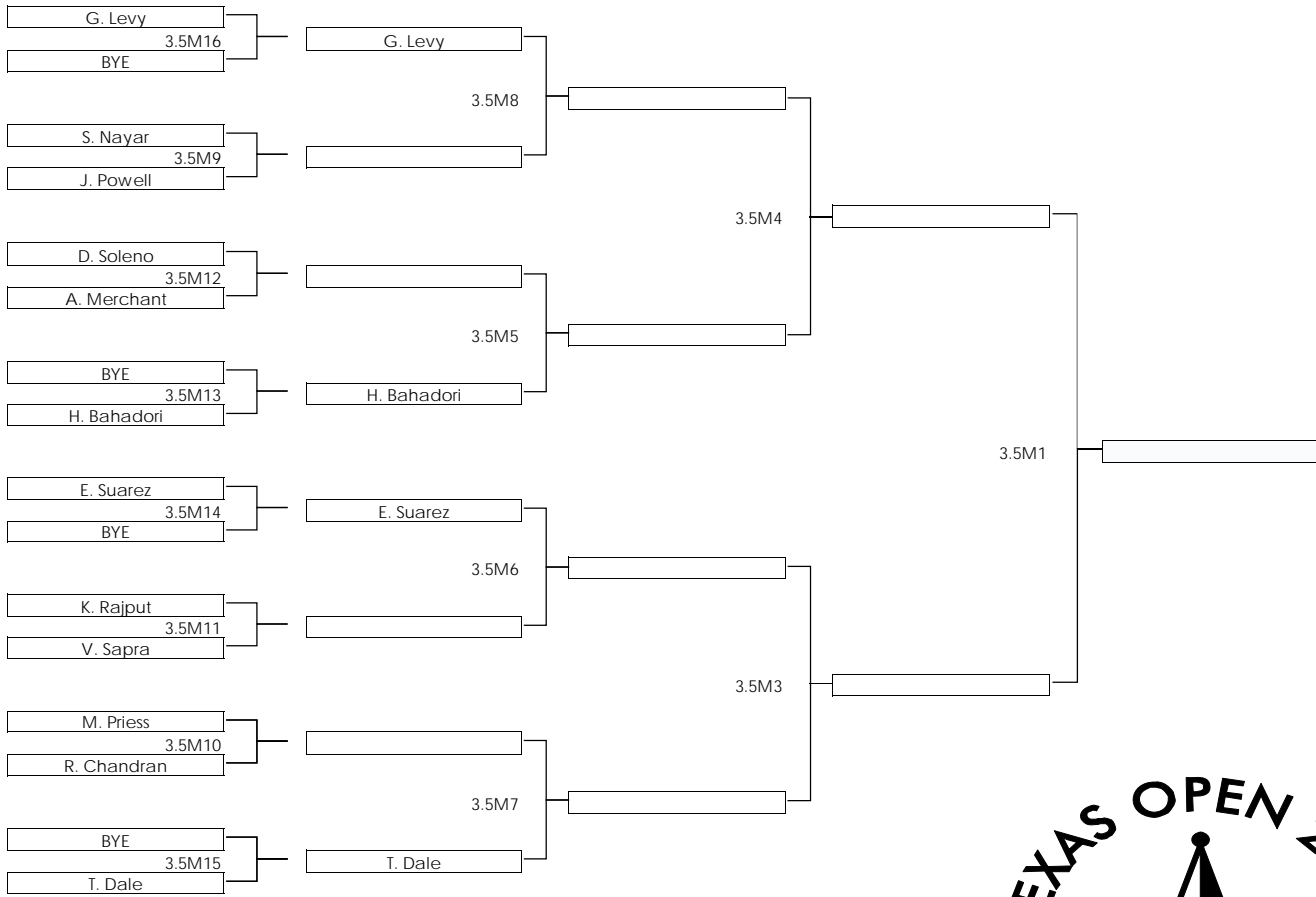 G. Levy
3.5M16
BYE
G. Levy
3.5M8
S. Nayar
3.5M9
J. Powell
3.5M4
D. Soleno
3.5M12
A. Merchant
3.5M5
BYE
3.5M13
H. Bahadori
H. Bahadori
3.5M1
E. Suarez
3.5M14
BYE
E. Suarez
3.5M6
K. Rajput
3.5M11
V. Sapra
3.5M3
M. Priess
3.5M10
R. Chandran
3.5M7
BYE
3.5M15
T. Dale
T. Dale
EXAS OPEN